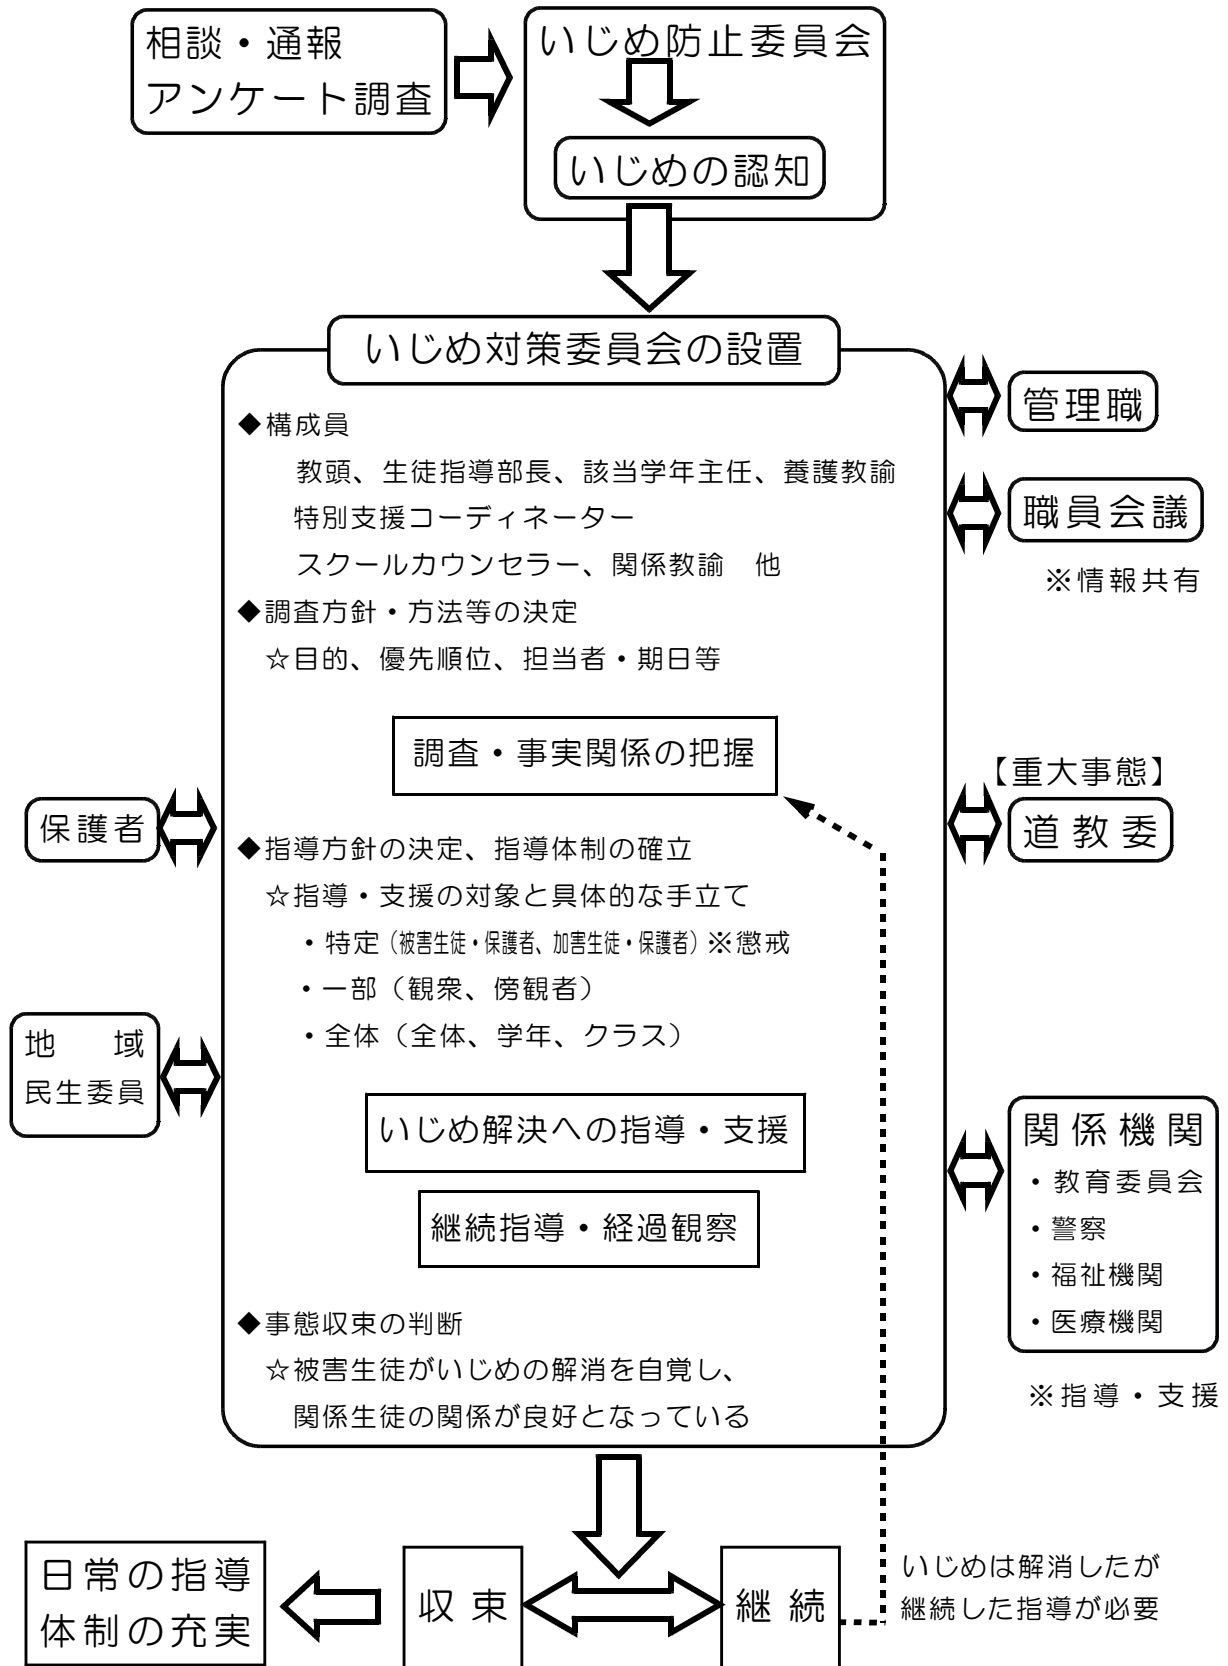 相談・通報
アンケート調査
いじめ防止委員会
いじめの認知
いじめ対策委員会の設置
◆構成員
教頭、生徒指導部長、該当学年主任、養護教諭
特別支援コーディネーター
スクールカウンセラー、関係教諭　他
◆調査方針・方法等の決定
☆目的、優先順位、担当者・期日等
調査・事実関係の把握
◆指導方針の決定、指導体制の確立
☆指導・支援の対象と具体的な手立て
・特定（被害生徒・保護者、加害生徒・保護者）※懲戒
・一部（観衆、傍観者）
・全体（全体、学年、クラス）
いじめ解決への指導・支援
継続指導・経過観察
◆事態収束の判断
☆被害生徒がいじめの解消を自覚し、
関係生徒の関係が良好となっている
保護者
地　域
民生委員
管理職
職員会議
※情報共有
【重大事態】
道教委
関係機関
・教育委員会
・警察
・福祉機関
・医療機関
※指導・支援
日常の指導
体制の充実
収束
継続
いじめは解消したが
継続した指導が必要